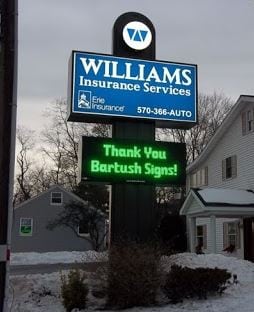 W
WILLIAMS
Insurance Services
Erie
Insurance®
570-366-AUTO
Thank You
Bartush Signs!